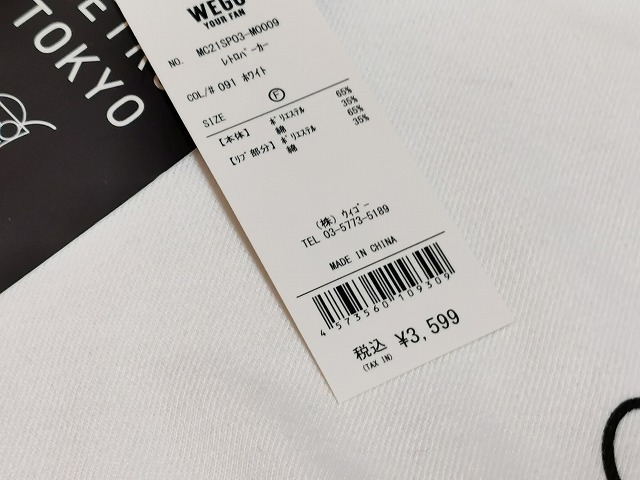 TOKYO
WEGO
YOUR FAN
NO. MC21SP03-M0009
ﾚﾄﾛﾊﾟｰｶｰ
COL/# 091 ﾎﾜｲﾄ
SIZE Ⓕ
【本体】 ﾎﾟﾘｴｽﾃﾙ 65%
綿 35%
【ﾘﾌﾞ部分】 ﾎﾟﾘｴｽﾃﾙ 65%
綿 35%
(株) ｳｨｺﾞｰ
TEL 03-5773-5189
MADE IN CHINA
4573560109309
税込 ¥3,599
(TAX IN)